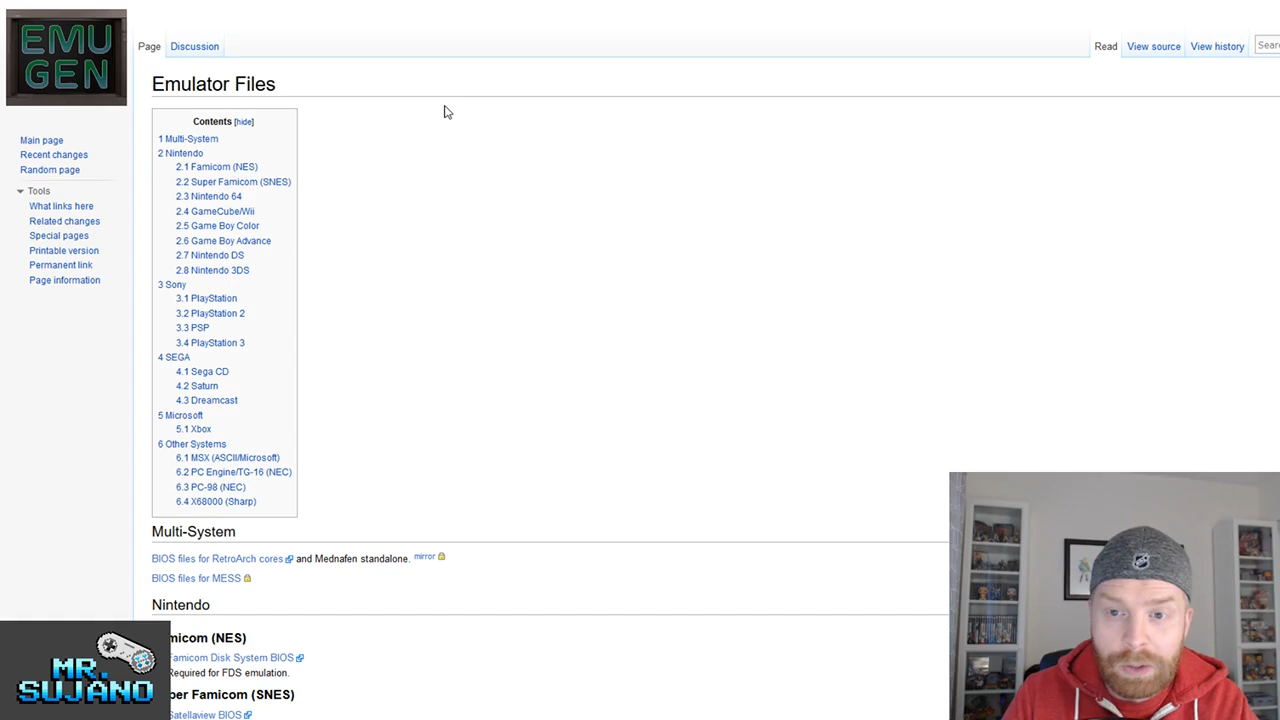 EMU
GEN
Page
Discussion
Read
View source
View history
Sear
Emulator Files
Contents [hide]
1 Multi-System
2 Nintendo
2.1 Famicom (NES)
2.2 Super Famicom (SNES)
2.3 Nintendo 64
2.4 GameCube/Wii
2.5 Game Boy Color
2.6 Game Boy Advance
2.7 Nintendo DS
2.8 Nintendo 3DS
3 Sony
3.1 PlayStation
3.2 PlayStation 2
3.3 PSP
3.4 PlayStation 3
4 SEGA
4.1 Sega CD
4.2 Saturn
4.3 Dreamcast
5 Microsoft
5.1 Xbox
6 Other Systems
6.1 MSX (ASCII/Microsoft)
6.2 PC Engine/TG-16 (NEC)
6.3 PC-98 (NEC)
6.4 X68000 (Sharp)
Main page
Recent changes
Random page
Tools
What links here
Related changes
Special pages
Printable version
Permanent link
Page information
Multi-System
BIOS files for RetroArch cores and Mednafen standalone. mirror
BIOS files for MESS
Nintendo
micom (NES)
Famicom Disk System BIOS
Required for FDS emulation.
per Famicom (SNES)
Satellaview BIOS
MR.
SUJANO